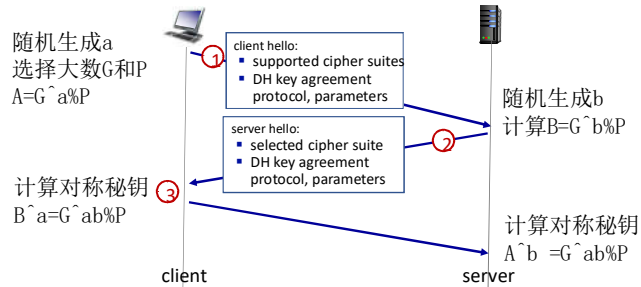 随机生成a
选择大数G和P
A=G^a%P
1
client hello:
▪ supported cipher suites
▪ DH key agreement
protocol, parameters
随机生成b
计算B=G^b%P
2
server hello:
▪ selected cipher suite
▪ DH key agreement
protocol, parameters
3
计算对称秘钥
B^a=G^ab%P
计算对称秘钥
A^b =G^ab%P
client
server